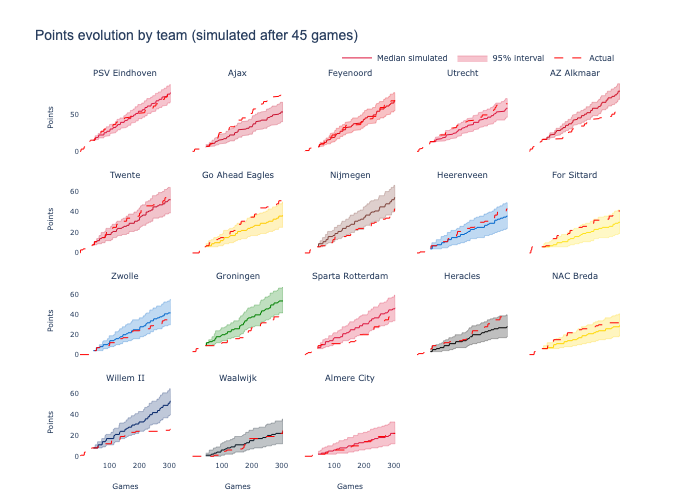 Points evolution by team (simulated after 45 games)
Median simulated 95% interval Actual
PSV Eindhoven Ajax Feyenoord Utrecht AZ Alkmaar
Points
50
0
Twente Go Ahead Eagles Nijmegen Heerenveen For Sittard
Points
60
40
20
0
Zwolle Groningen Sparta Rotterdam Heracles NAC Breda
Points
60
40
20
0
Willem II Waalwijk Almere City
Points
60
40
20
0
100 200 300 100 200 300 100 200 300
Games Games Games